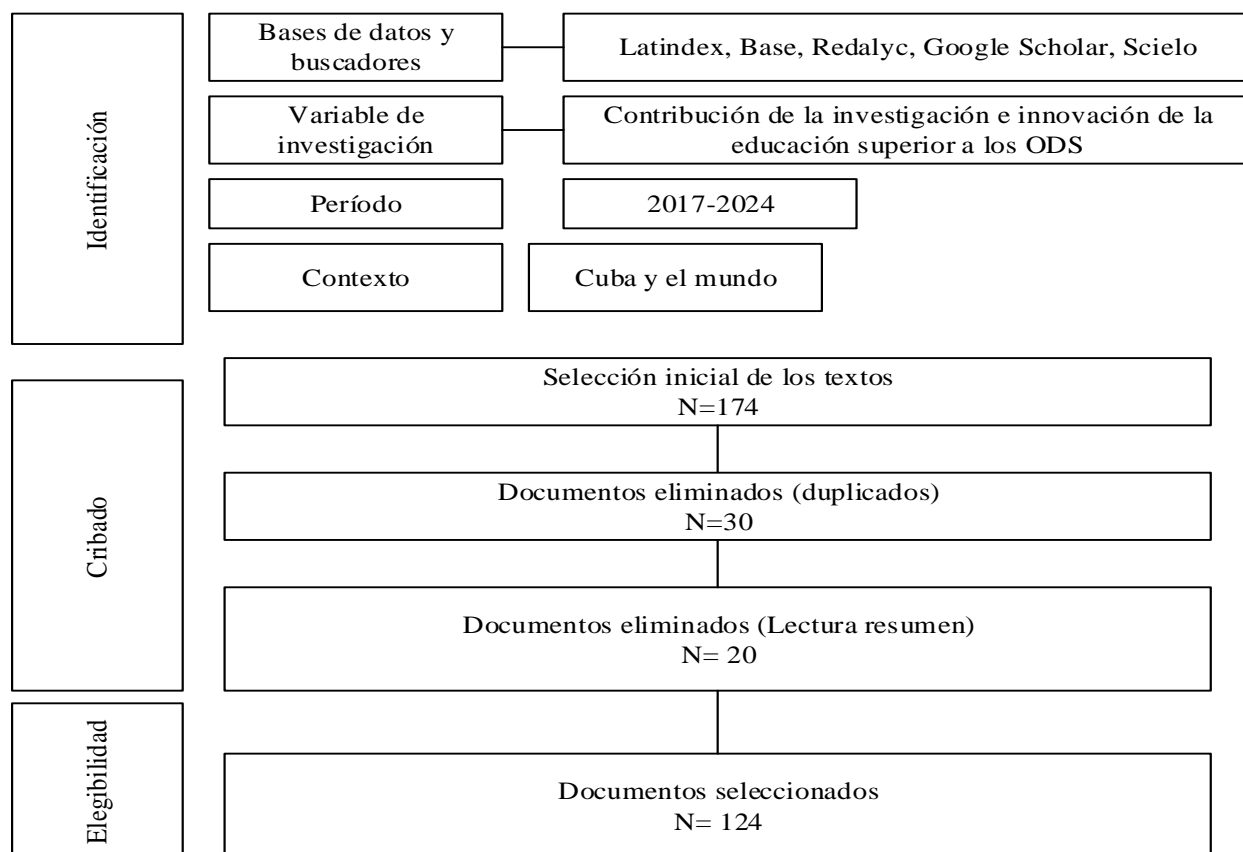 Identificación
Bases de datos y
buscadores
Latindex, Base, Redalyc, Google Scholar, Scielo
Variable de
investigación
Contribución de la investigación e innovación de la
educación superior a los ODS
Período
2017-2024
Contexto
Cuba y el mundo
Cribado
Selección inicial de los textos
N=174
Documentos eliminados (duplicados)
N=30
Documentos eliminados (Lectura resumen)
N= 20
Elegibilidad
Documentos seleccionados
N= 124